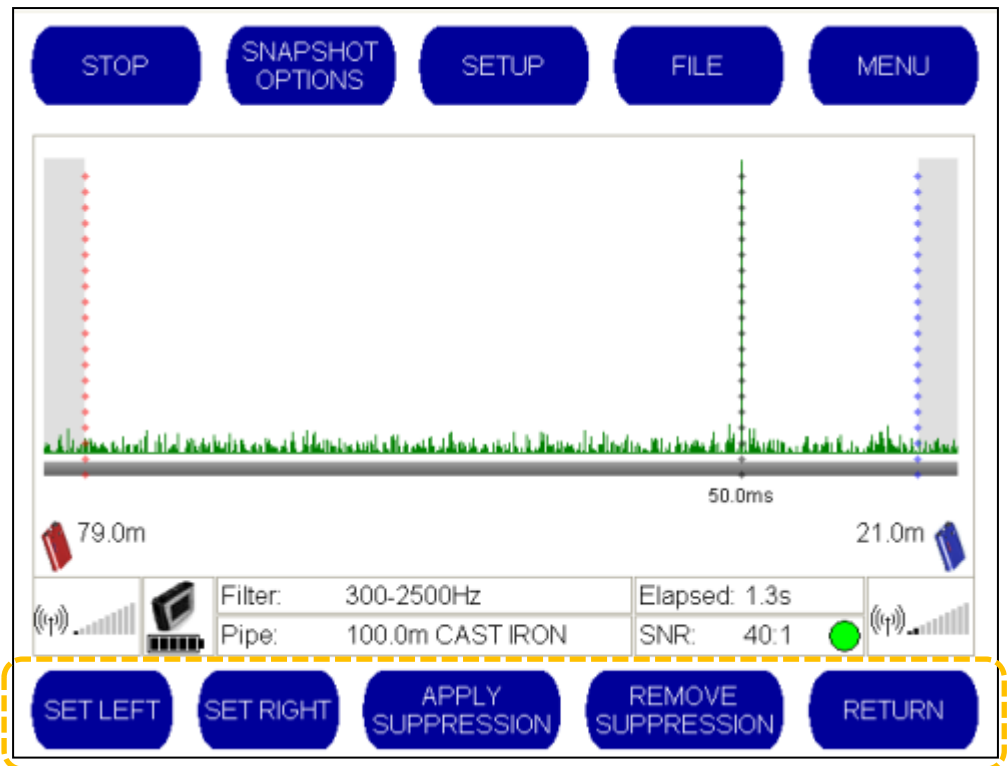 STOP
SNAPSHOT
OPTIONS
SETUP
FILE
MENU
50.0ms
79.0m
21.0m
Filter: 300-2500Hz
Elapsed: 1.3s
Pipe: 100.0m CAST IRON
SNR: 40:1
SET LEFT
SET RIGHT
APPLY
SUPPRESSION
REMOVE
SUPPRESSION
RETURN